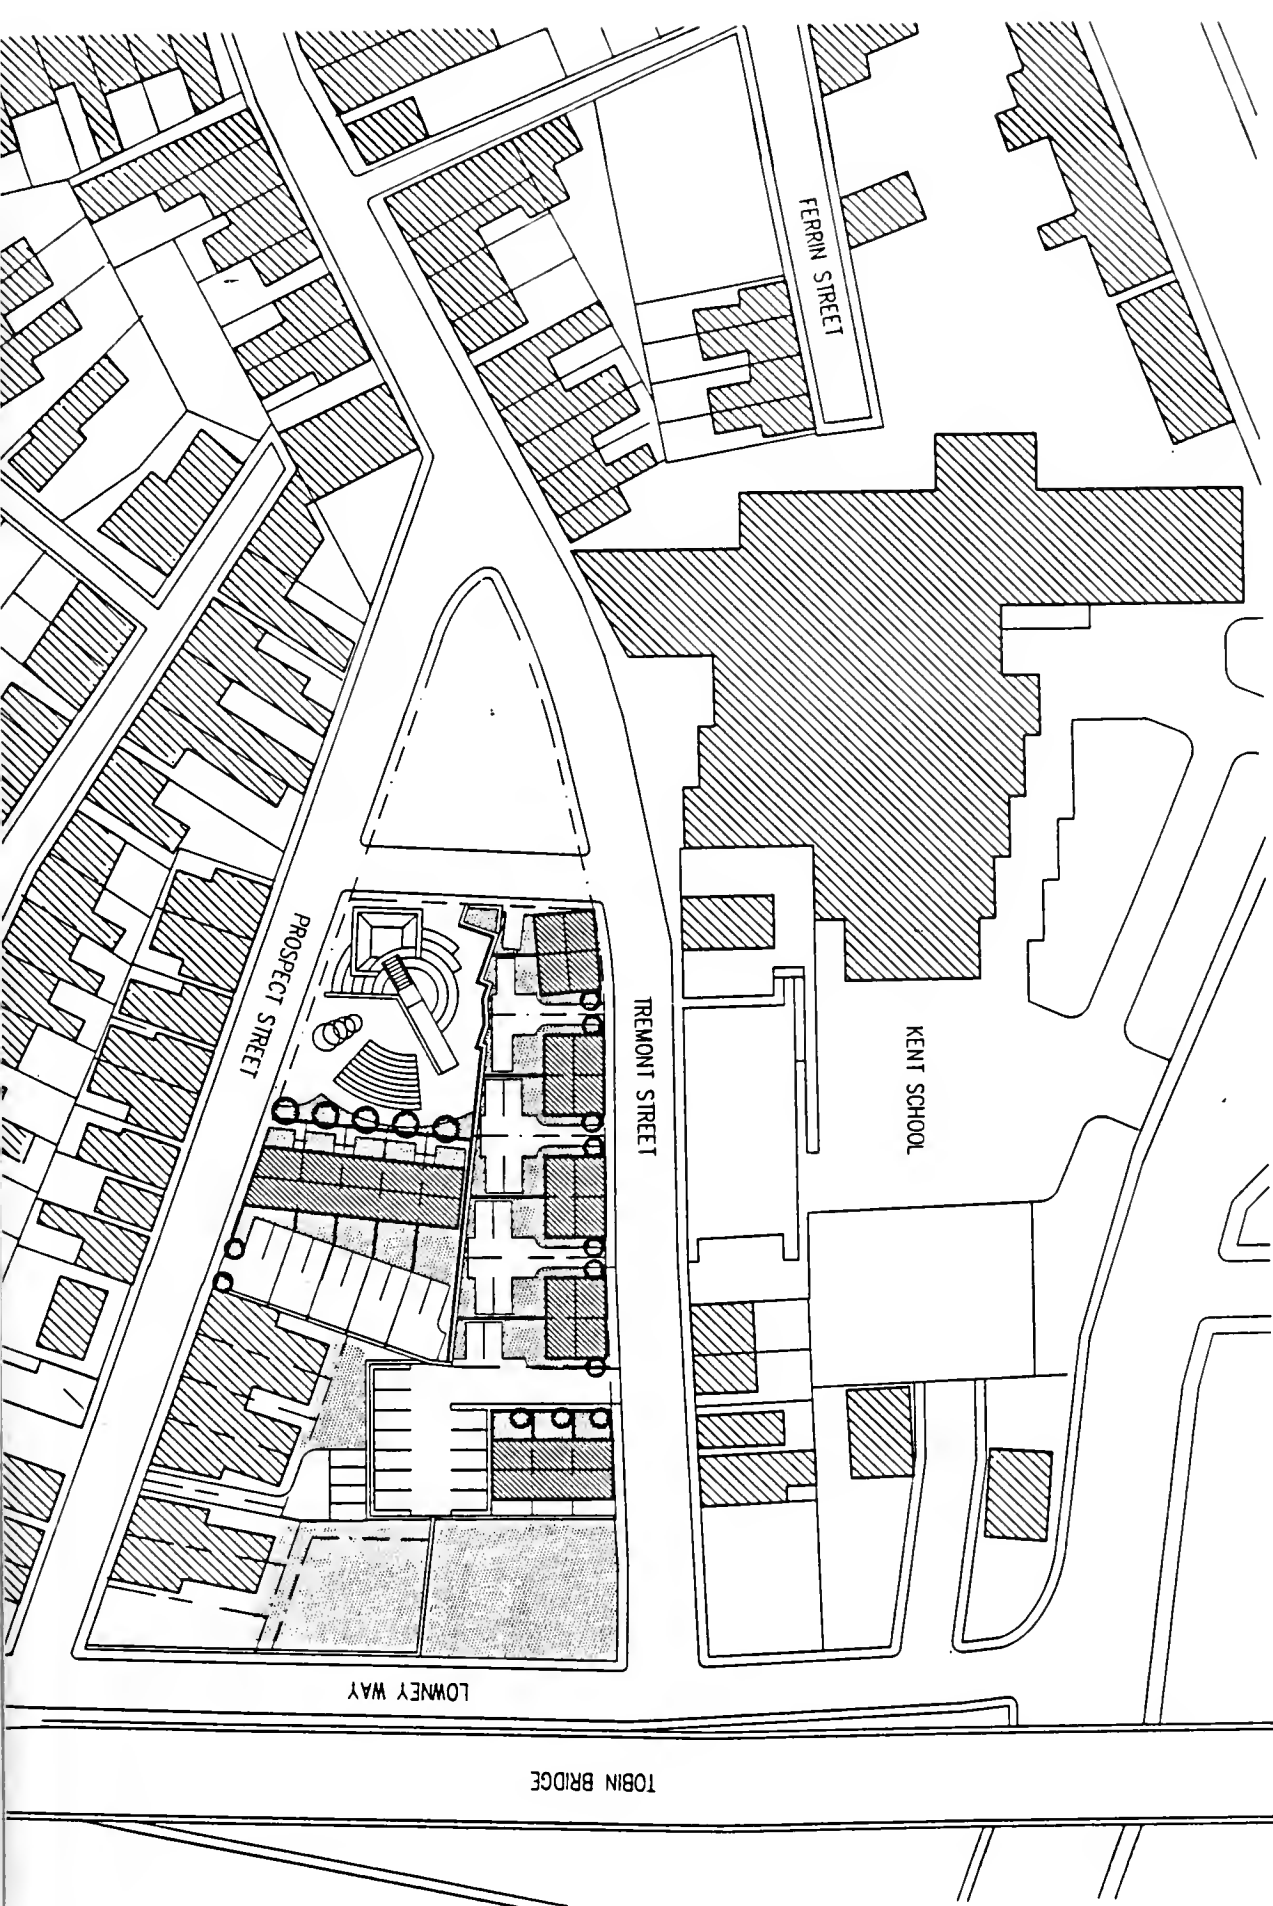 FERRIN STREET
PROSPECT STREET
TREMONT STREET
KENT SCHOOL
LOWNEY WAY
TOBIN BRIDGE